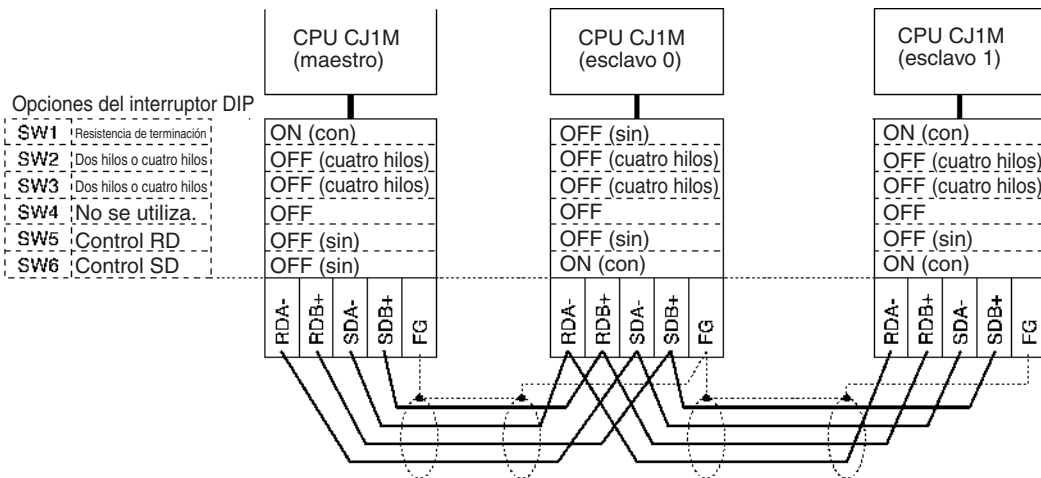 CPU CJ1M
(maestro)
CPU CJ1M
(esclavo 0)
CPU CJ1M
(esclavo 1)
Opciones del interruptor DIP
SW1 Resistencia de terminación ON (con) OFF (sin) ON (con)
SW2 Dos hilos o cuatro hilos OFF (cuatro hilos) OFF (cuatro hilos) OFF (cuatro hilos)
SW3 Dos hilos o cuatro hilos OFF (cuatro hilos) OFF (cuatro hilos) OFF (cuatro hilos)
SW4 No se utiliza. OFF OFF OFF
SW5 Control RD OFF (sin) OFF (sin) OFF (sin)
SW6 Control SD OFF (sin) ON (con) ON (con)
RDA- RDB+ SDA- SDB+ FG RDA- RDB+ SDA- SDB+ FG RDA- RDB+ SDA- SDB+ FG